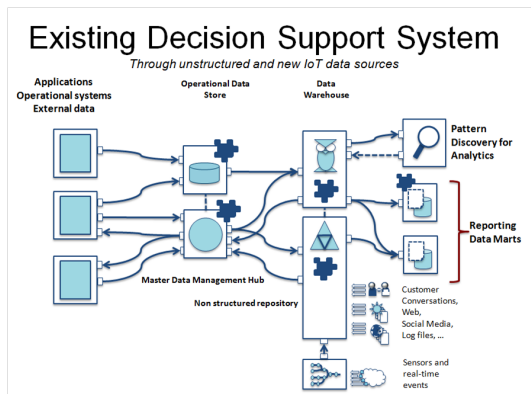 Existing Decision Support System
Through unstructured and new IoT data sources
Applications
Operational systems
External data
Operational Data
Store
Data
Warehouse
Pattern
Discovery for
Analytics
Reporting
Data Marts
Master Data Management Hub
Non structured repository
Customer
Conversations,
Web,
Social Media,
Log files, ...
Sensors and
real-time
events